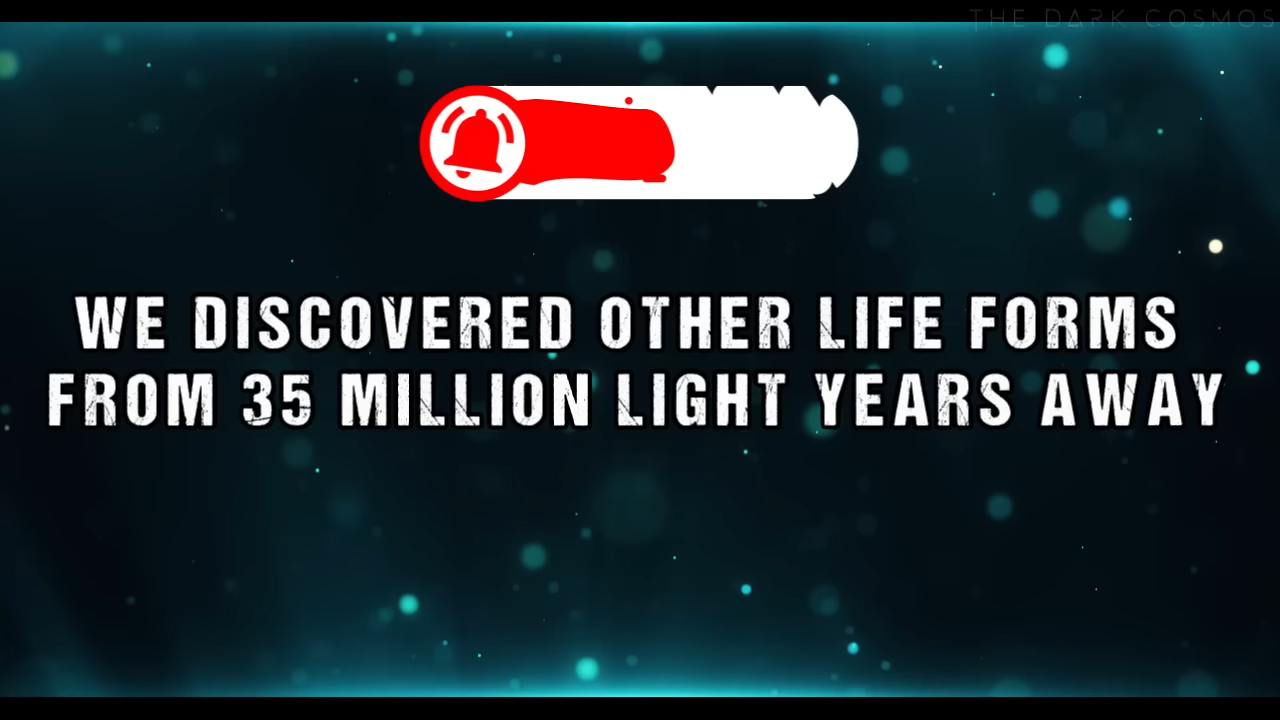 THE DARK COSMOS
WE DISCOVERED OTHER LIFE FORMS
FROM 35 MILLION LIGHT YEARS AWAY